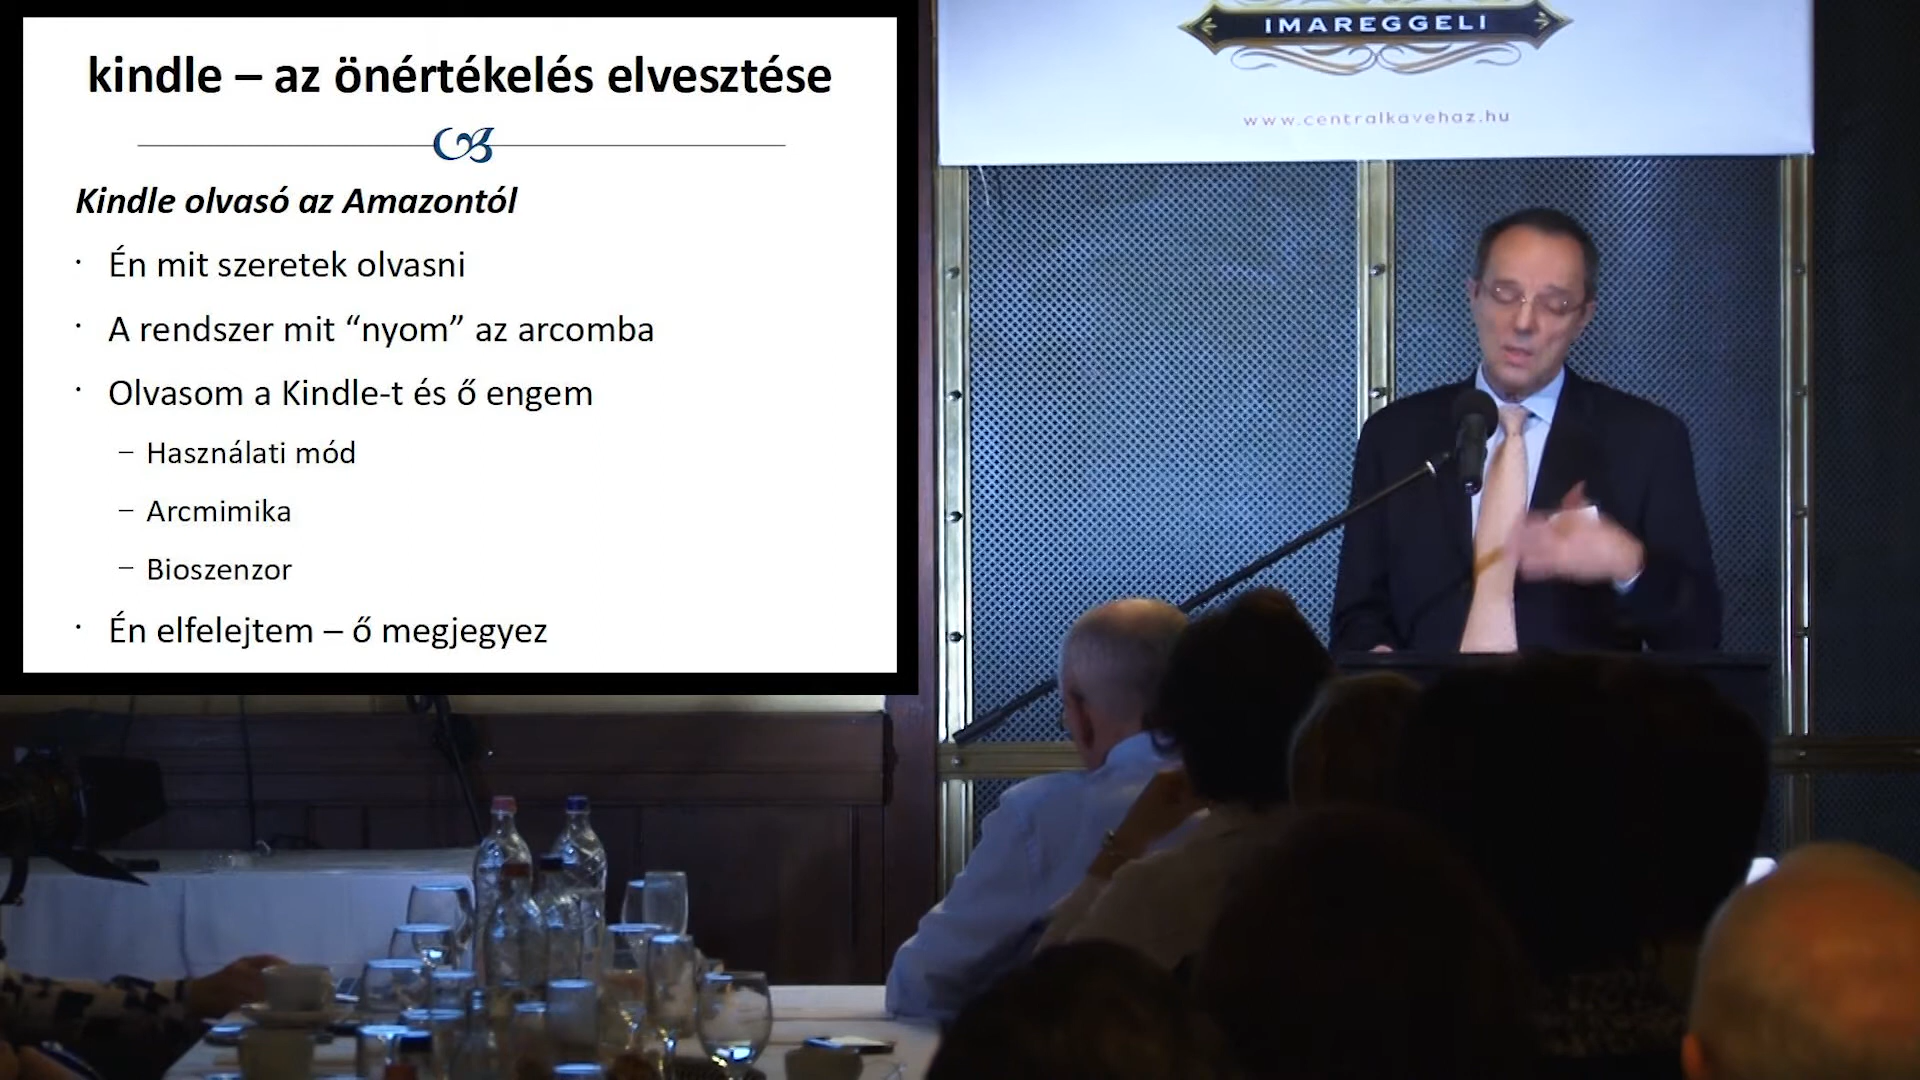 kindle – az önértékelés elvesztése
Kindle olvasó az Amazontól
· Én mit szeretek olvasni
· A rendszer mit “nyom” az arcomba
· Olvasom a Kindle-t és ő engem
– Használati mód
– Arcmimika
– Bioszenzor
· Én elfelejtem – ő megjegyez
IMAREGGELI
www.centralkavehaz.hu